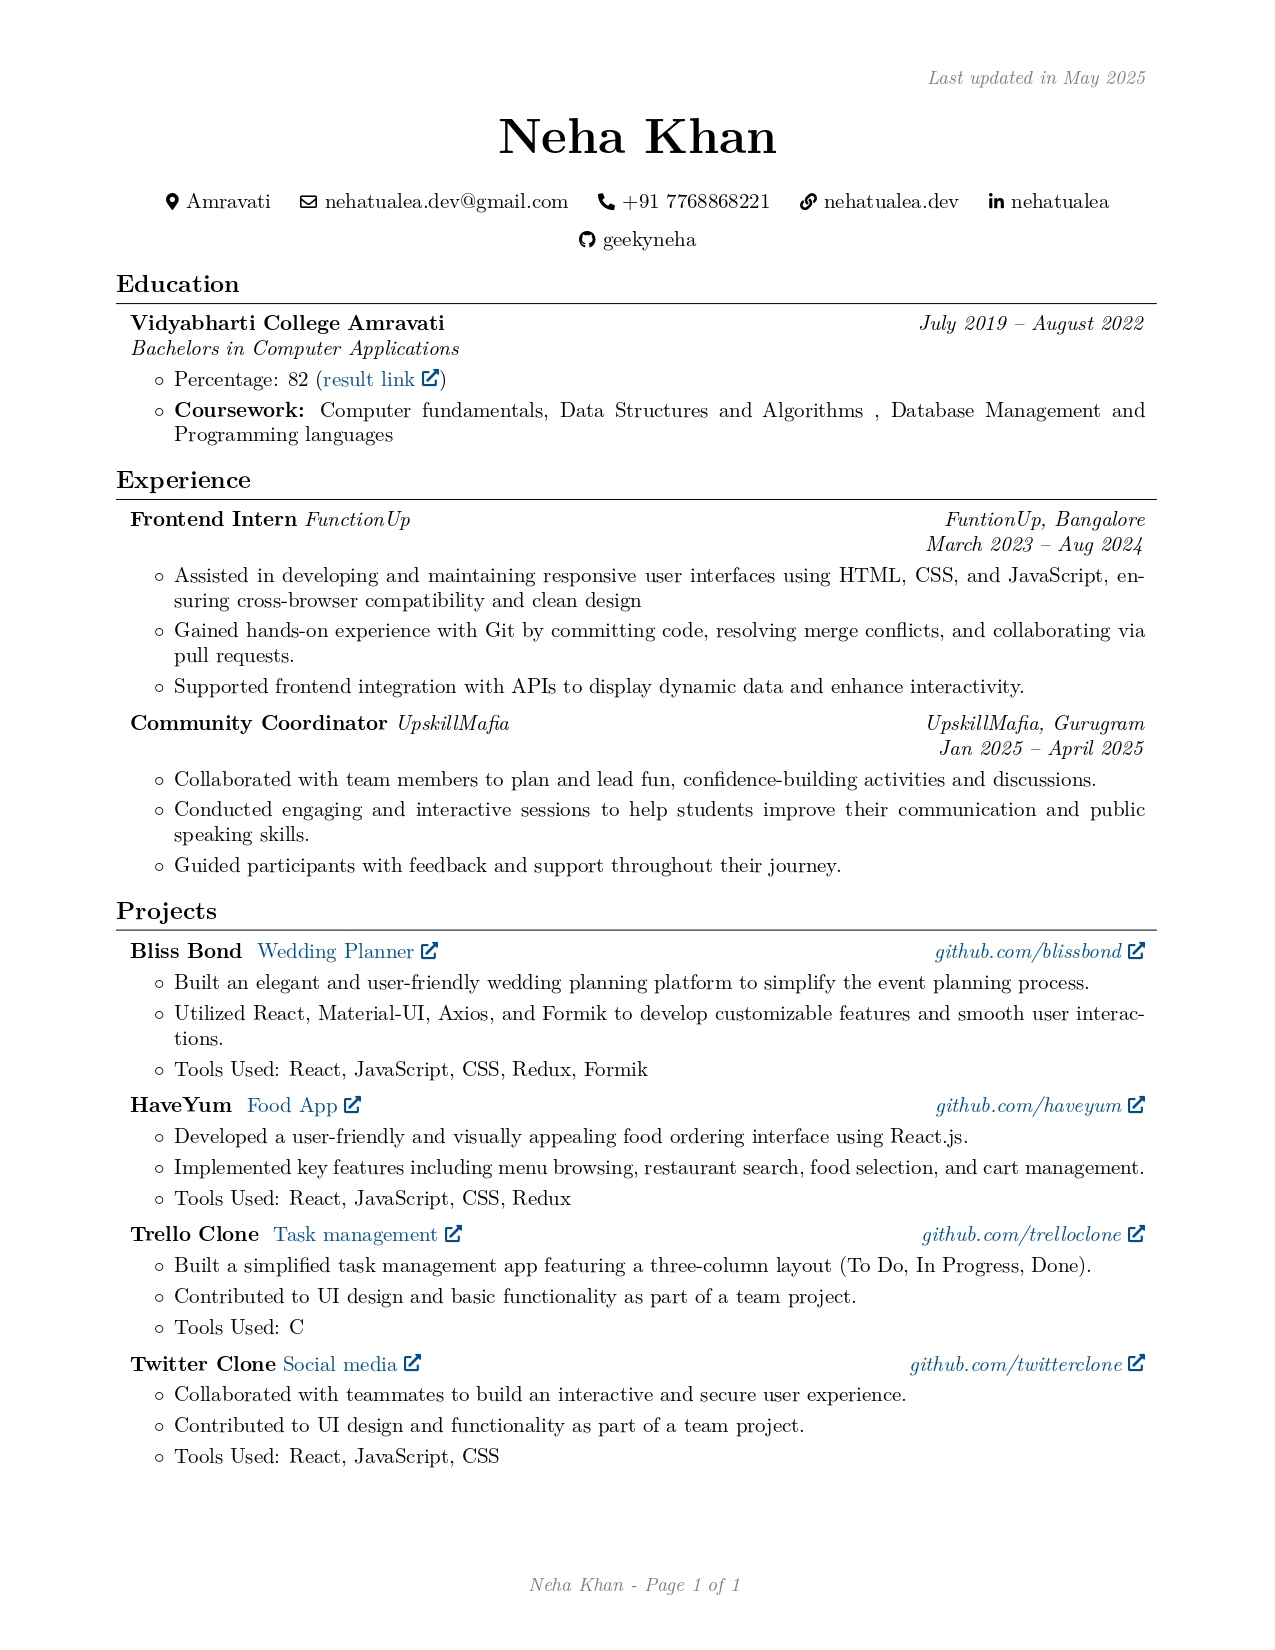 Last updated in May 2025
Neha Khan
Amravati nehatualea.dev@gmail.com +91 7768868221 nehatualea.dev nehatualea
geekyneha
Education
Vidyabharti College Amravati July 2019 – August 2022
Bachelors in Computer Applications
Percentage: 82 (result link)
Coursework: Computer fundamentals, Data Structures and Algorithms , Database Management and
Programming languages
Experience
Frontend Intern FunctionUp FuntionUp, Bangalore
March 2023 – Aug 2024
Assisted in developing and maintaining responsive user interfaces using HTML, CSS, and JavaScript, en-
suring cross-browser compatibility and clean design
Gained hands-on experience with Git by committing code, resolving merge conflicts, and collaborating via
pull requests.
Supported frontend integration with APIs to display dynamic data and enhance interactivity.
Community Coordinator UpskillMafia UpskillMafia, Gurugram
Jan 2025 – April 2025
Collaborated with team members to plan and lead fun, confidence-building activities and discussions.
Conducted engaging and interactive sessions to help students improve their communication and public
speaking skills.
Guided participants with feedback and support throughout their journey.
Projects
Bliss Bond Wedding Planner github.com/blissbond
Built an elegant and user-friendly wedding planning platform to simplify the event planning process.
Utilized React, Material-UI, Axios, and Formik to develop customizable features and smooth user interac-
tions.
Tools Used: React, JavaScript, CSS, Redux, Formik
HaveYum Food App github.com/haveyum
Developed a user-friendly and visually appealing food ordering interface using React.js.
Implemented key features including menu browsing, restaurant search, food selection, and cart management.
Tools Used: React, JavaScript, CSS, Redux
Trello Clone Task management github.com/trelloclone
Built a simplified task management app featuring a three-column layout (To Do, In Progress, Done).
Contributed to UI design and basic functionality as part of a team project.
Tools Used: C
Twitter Clone Social media github.com/twitterclone
Collaborated with teammates to build an interactive and secure user experience.
Contributed to UI design and functionality as part of a team project.
Tools Used: React, JavaScript, CSS
Neha Khan - Page 1 of 1